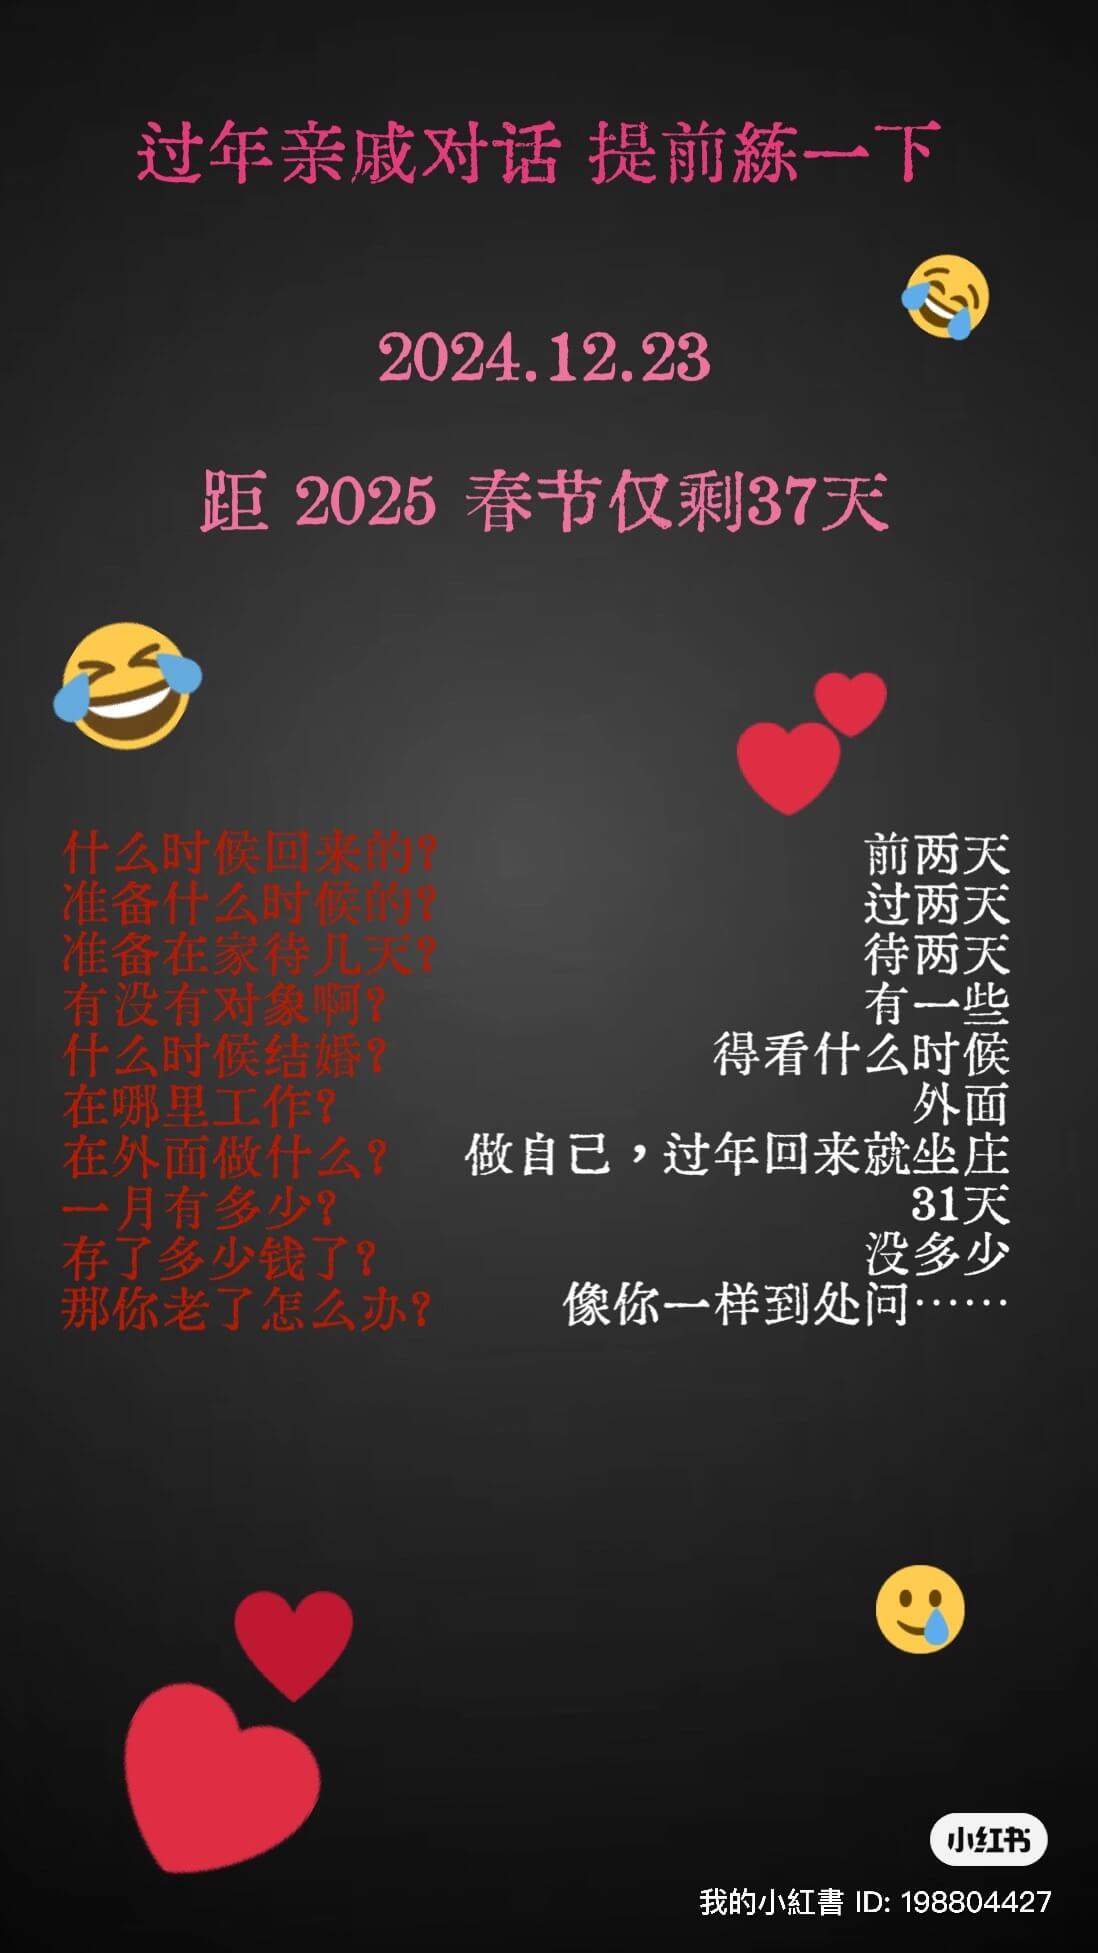 过年亲戚对话 提前練一下
2024.12.23
距 2025 春节仅剩37天
什么时候回来的? 前两天
准备什么时候的? 过两天
准备在家待几天? 待两天
有没有对象啊? 有一些
什么时候结婚? 得看什么时候
在哪里工作? 外面
在外面做什么? 做自己，过年回来就坐庄
一月有多少? 31天
存了多少钱了? 没多少
那你老了怎么办? 像你一样到处问……
小红书
我的小紅書 ID: 198804427